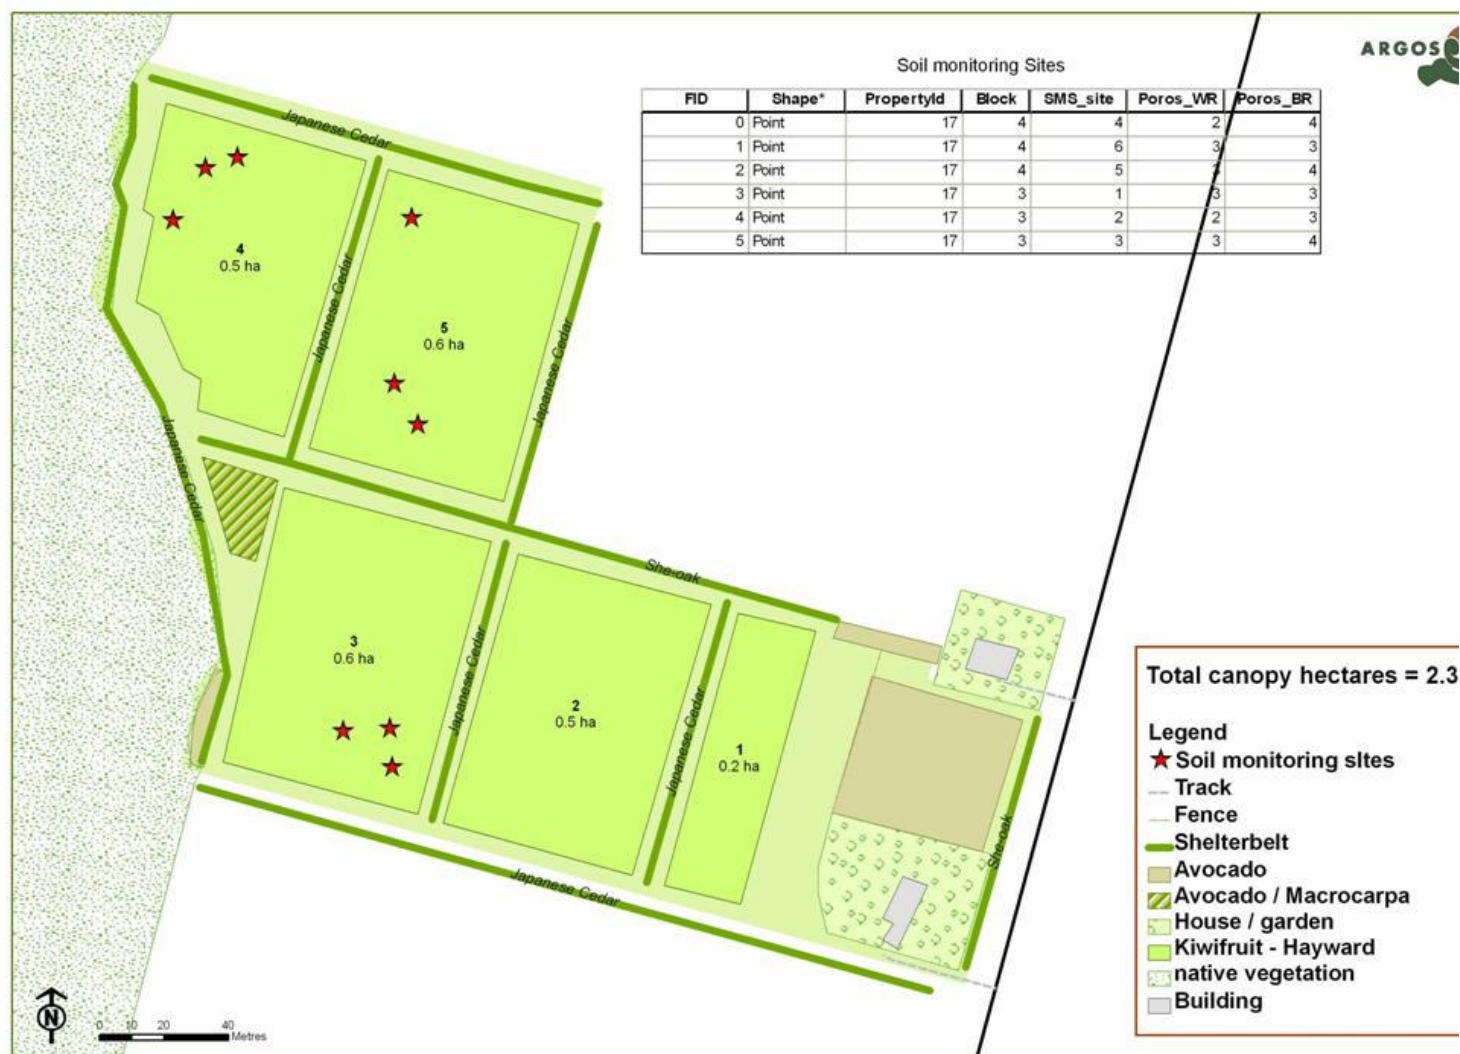 ARGOS
Soil monitoring Sites
FID Shape* PropertyId Block SMS_site Poros_WR Poros_BR
0 Point 17 4 4 2 4
1 Point 17 4 6 3 3
2 Point 17 4 5 4
3 Point 17 3 1 3 3
4 Point 17 3 2 2 3
5 Point 17 3 3 3 4
Japanese Cedar
4
0.5 ha
Japanese Cedar
5
0.6 ha
Japanese Cedar
Japanese Cedar
She-oak
3
0.6 ha
Japanese Cedar
2
0.5 ha
Japanese Cedar
1
0.2 ha
She-oak
Japanese Cedar
Total canopy hectares = 2.3
Legend
Soil monitoring sItes
Track
Fence
Shelterbelt
Avocado
Avocado / Macrocarpa
House / garden
Kiwifruit - Hayward
native vegetation
Building
N
0 10 20 40
Metres